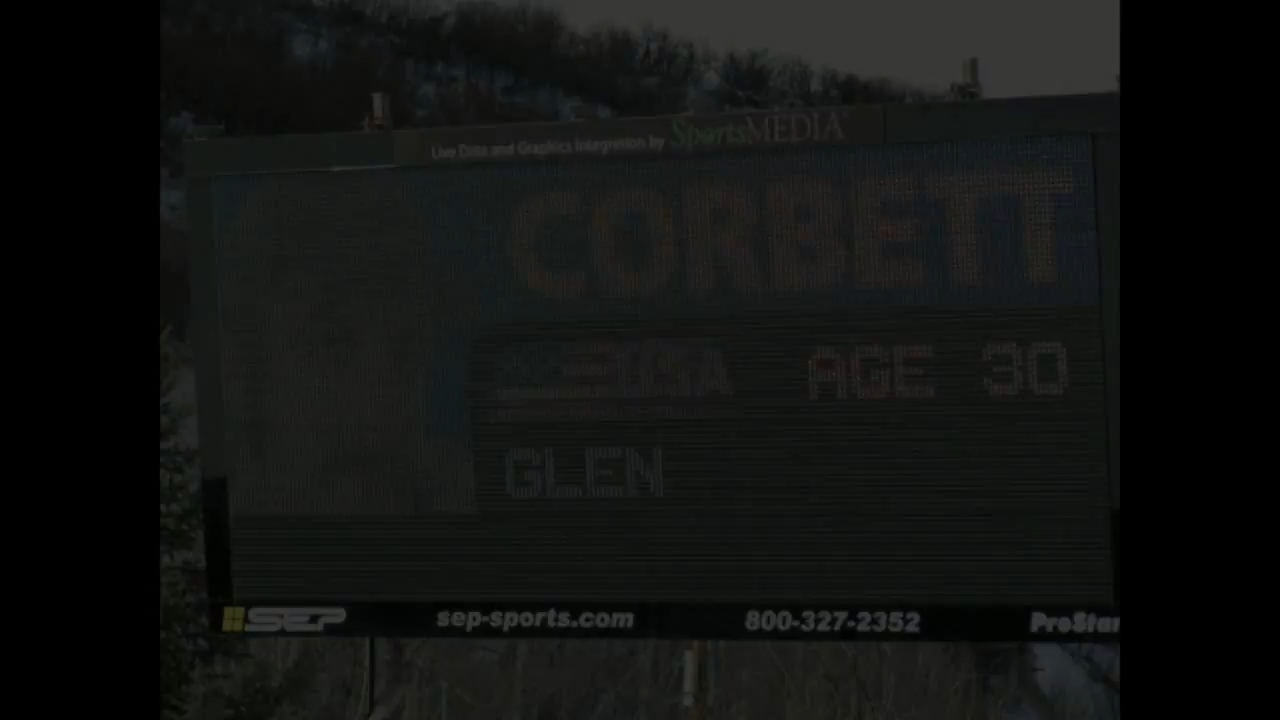 Live Data and Graphics Integration by SportsMEDIA
CORBETT
USA AGE 30
GLEN
SEP sep-sports.com 800-327-2352 ProStar